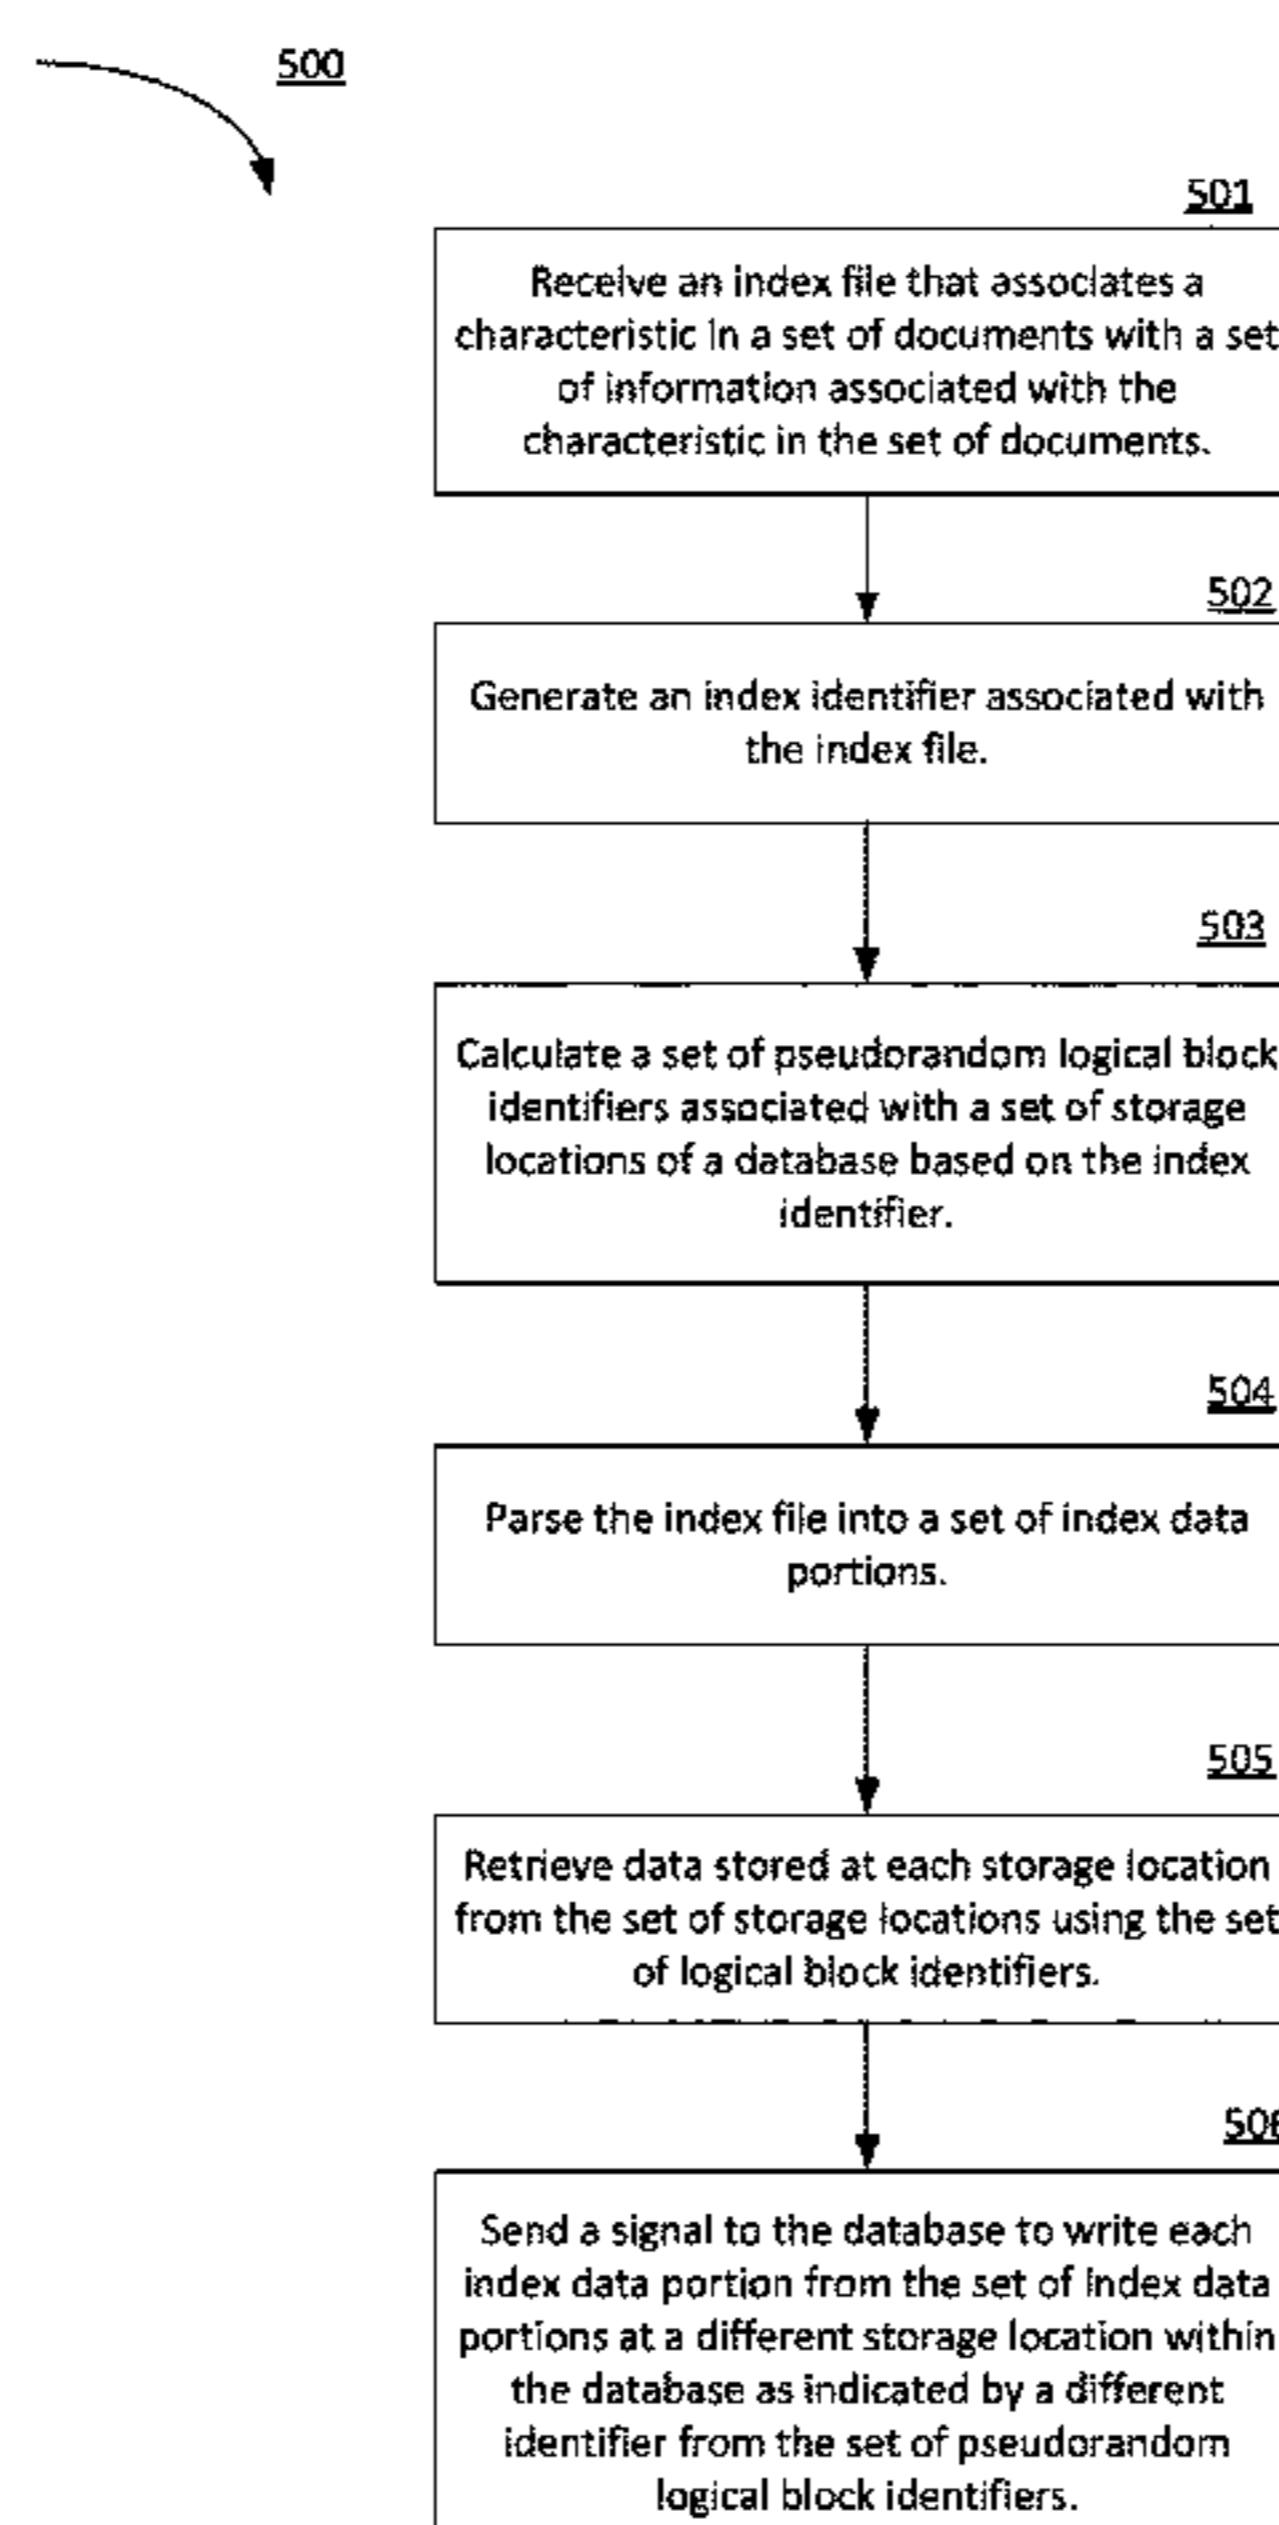 500
501
Receive an index file that associates a
characteristic in a set of documents with a set
of information associated with the
characteristic in the set of documents.
502
Generate an index identifier associated with
the index file.
503
Calculate a set of pseudorandom logical block
identifiers associated with a set of storage
locations of a database based on the index
identifier.
504
Parse the index file into a set of index data
portions.
505
Retrieve data stored at each storage location
from the set of storage locations using the set
of logical block identifiers.
506
Send a signal to the database to write each
index data portion from the set of index data
portions at a different storage location within
the database as indicated by a different
identifier from the set of pseudorandom
logical block identifiers.